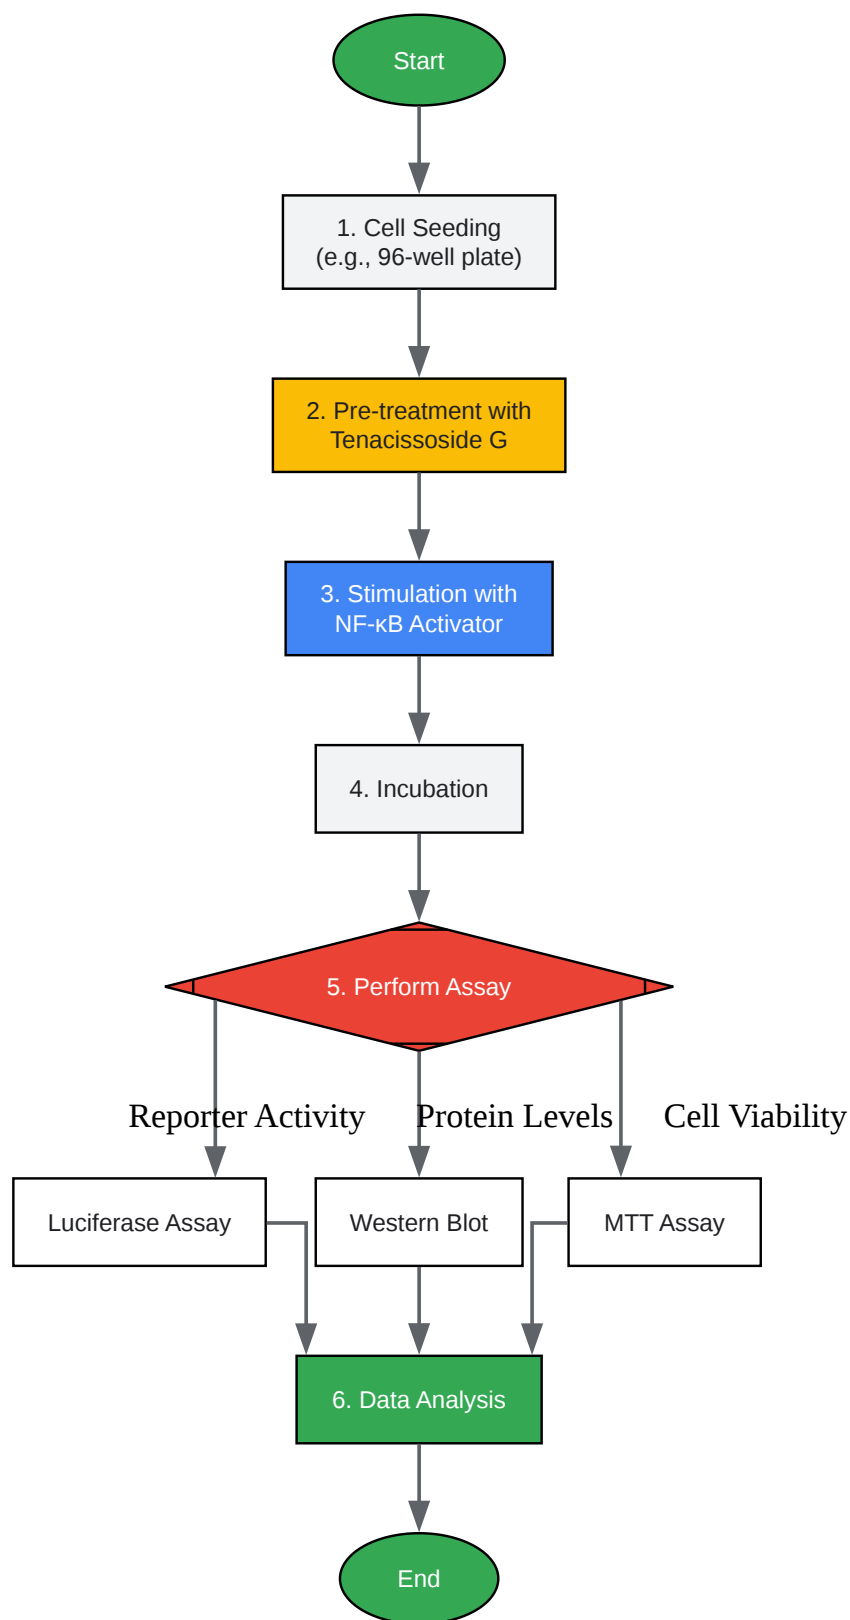 Start
1. Cell Seeding
(e.g., 96-well plate)
2. Pre-treatment with
Tenacissoside G
3. Stimulation with
NF-κB Activator
4. Incubation
5. Perform Assay
Reporter Activity
Protein Levels
Cell Viability
Luciferase Assay
Western Blot
MTT Assay
6. Data Analysis
End